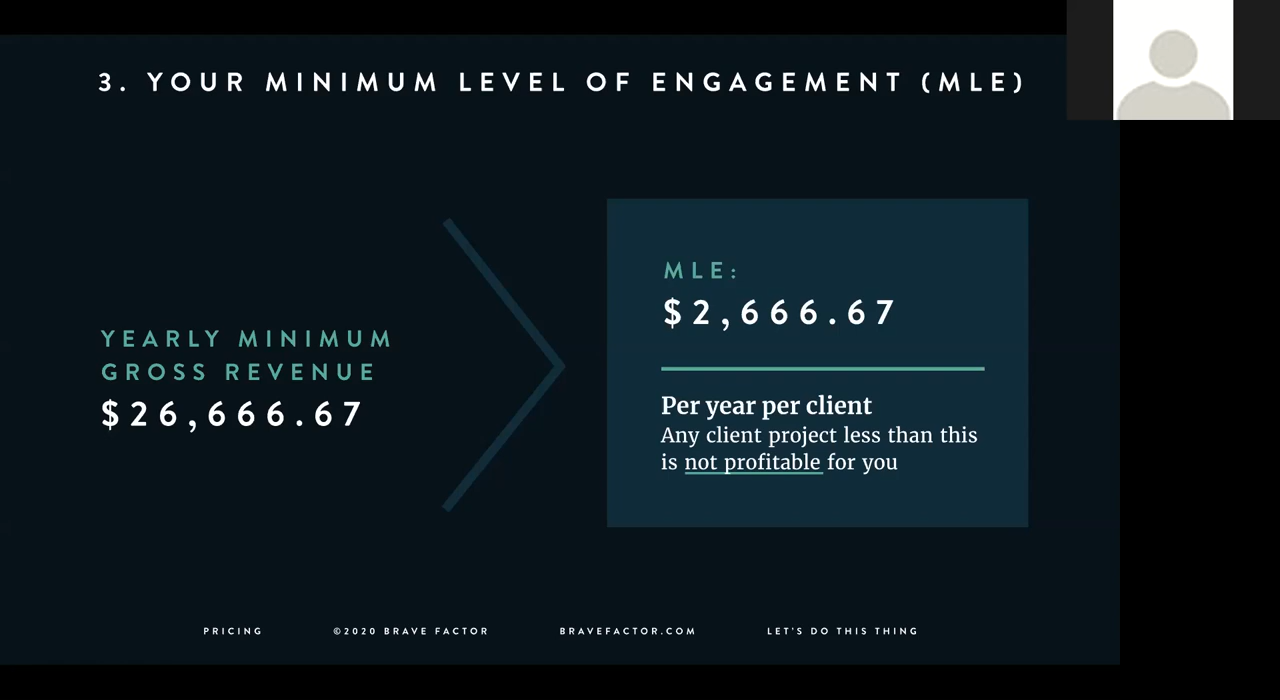 3. YOUR MINIMUM LEVEL OF ENGAGEMENT (MLE)
YEARLY MINIMUM
GROSS REVENUE
$26,666.67
MLE:
$2,666.67
Per year per client
Any client project less than this
is not profitable for you
PRICING ©2020 BRAVE FACTOR BRAVEFACTOR.COM LET'S DO THIS THING